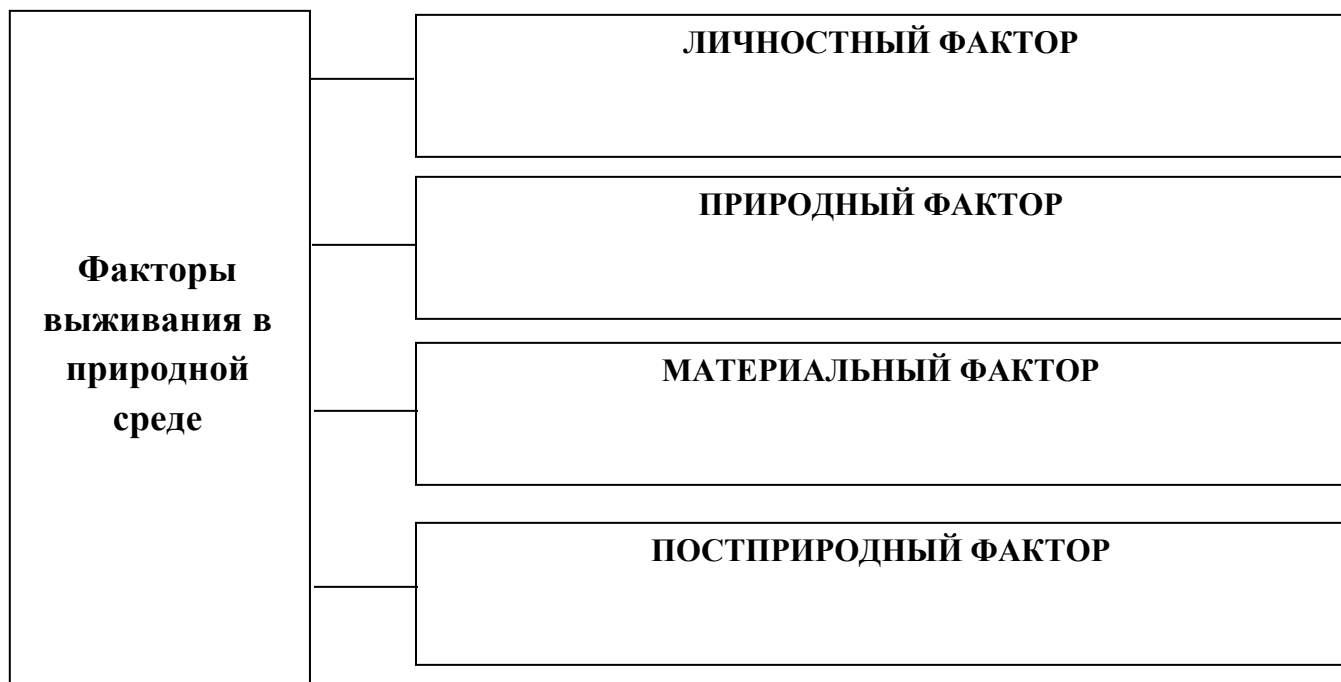 Факторы
выживания в
природной
среде
ЛИЧНОСТНЫЙ ФАКТОР
ПРИРОДНЫЙ ФАКТОР
МАТЕРИАЛЬНЫЙ ФАКТОР
ПОСТПРИРОДНЫЙ ФАКТОР